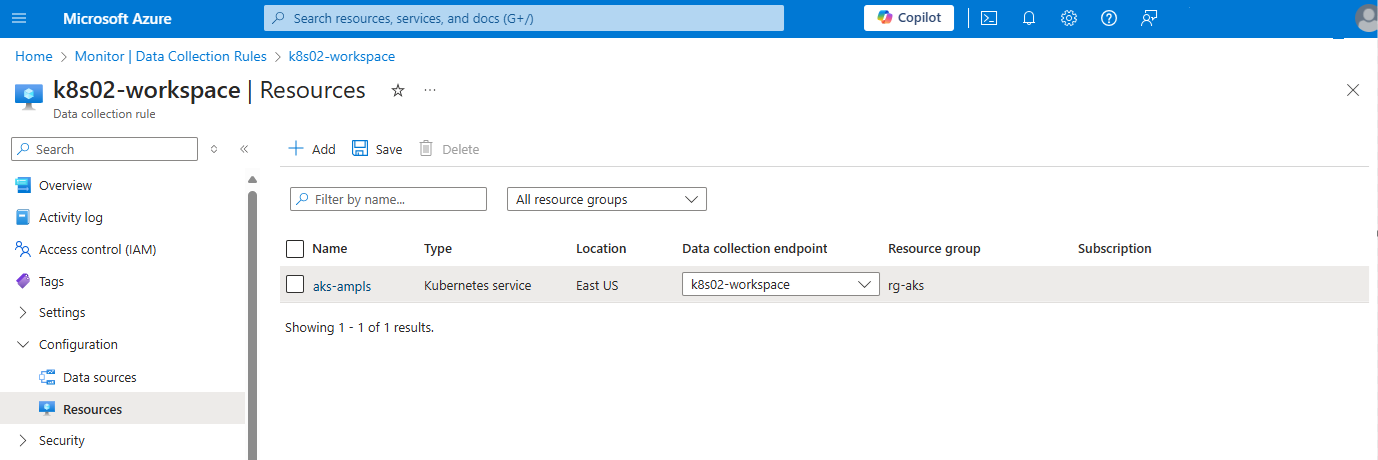 Microsoft Azure
Search resources, services, and docs (G+/)
Copilot
Home > Monitor | Data Collection Rules > k8s02-workspace
k8s02-workspace | Resources
Data collection rule
Search
Overview
Activity log
Access control (IAM)
Tags
Settings
Configuration
Data sources
Resources
Security
Add Save Delete
Filter by name...
All resource groups
Name Type Location Data collection endpoint Resource group Subscription
aks-ampls Kubernetes service East US k8s02-workspace rg-aks
Showing 1 - 1 of 1 results.